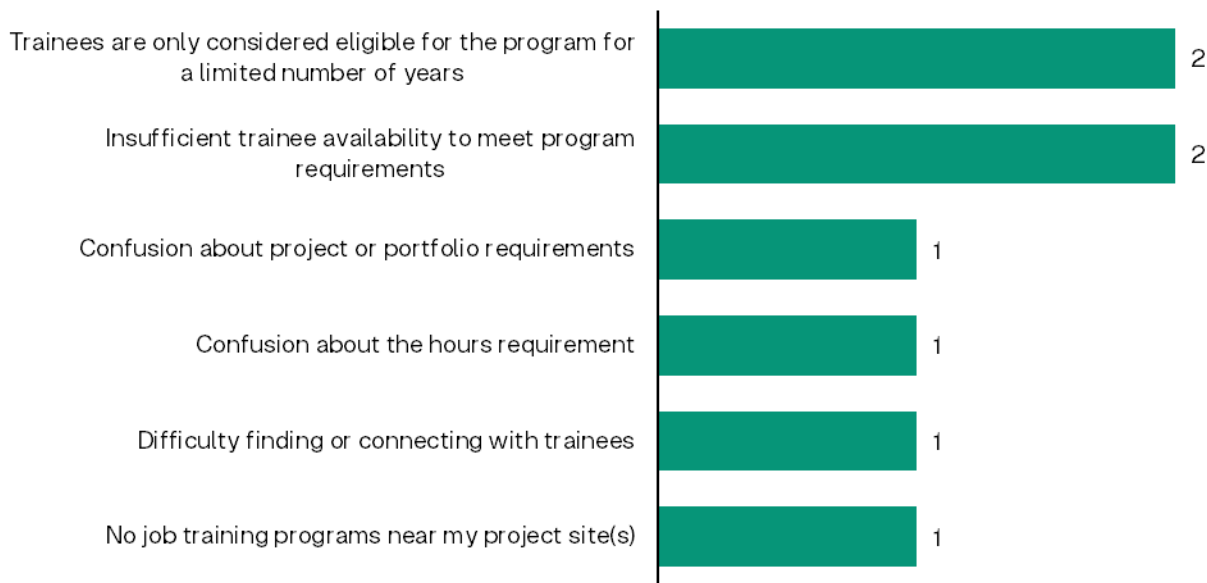 Trainees are only considered eligible for the program for
a limited number of years
2
Insufficient trainee availability to meet program
requirements
2
Confusion about project or portfolio requirements
1
Confusion about the hours requirement
1
Difficulty finding or connecting with trainees
1
No job training programs near my project site(s)
1